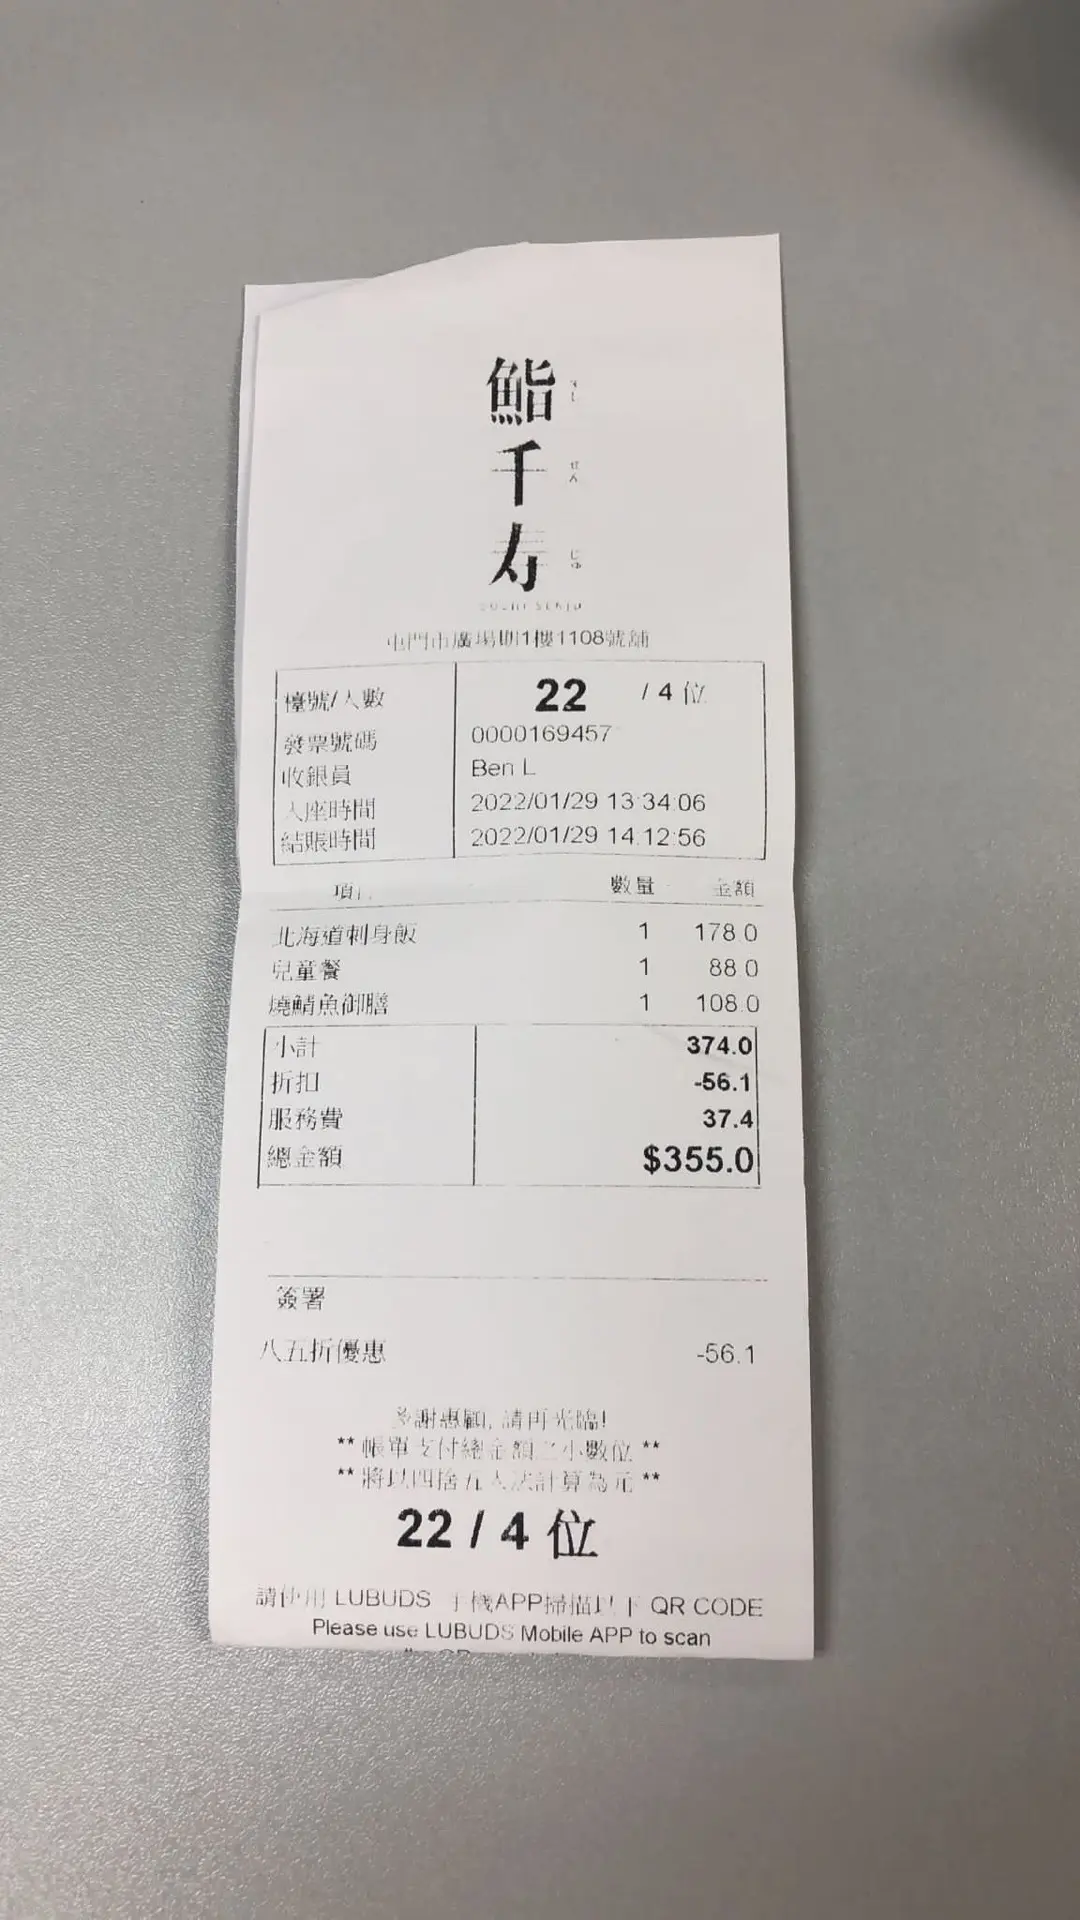 鮨千寿
せんじゅ
屯門市廣場期1樓1108號舖
檯號/人數 22 / 4 位
發票號碼 0000169457
收銀員 Ben L
入座時間 2022/01/29 13:34:06
結賬時間 2022/01/29 14:12:56
項目 數量 金額
北海道刺身飯 1 178.0
兒童餐 1 88.0
燒鯖魚御膳 1 108.0
小計 374.0
折扣 -56.1
服務費 37.4
總金額 $355.0
簽署
八五折優惠 -56.1
多謝惠顧, 請再光臨!
** 帳單支付總金額之小數位 **
** 將以四捨五入法計算為元 **
22 / 4 位
請使用 LUBUDS 手機APP掃描以下 QR CODE
Please use LUBUDS Mobile APP to scan